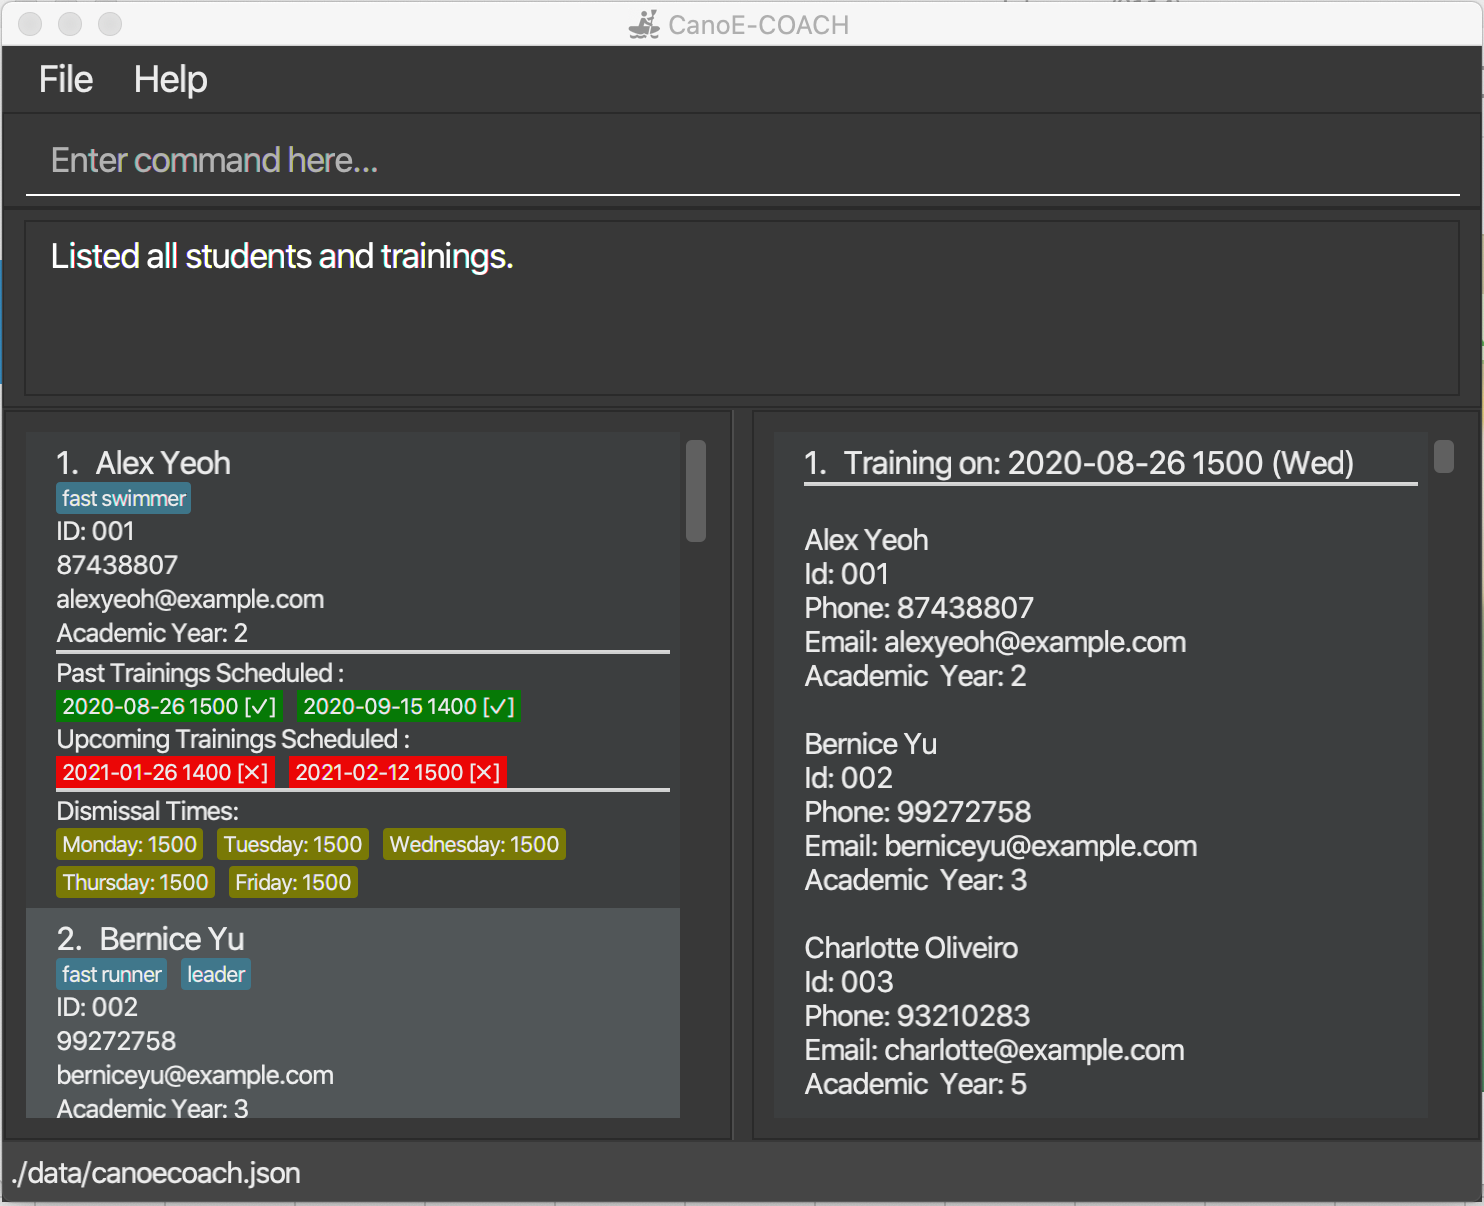 CanoE-COACH
File Help
Enter command here...
Listed all students and trainings.
1. Alex Yeoh
fast swimmer
ID: 001
87438807
alexyeoh@example.com
Academic Year: 2
Past Trainings Scheduled :
2020-08-26 1500 [✓] 2020-09-15 1400 [✓]
Upcoming Trainings Scheduled :
2021-01-26 1400 [✕] 2021-02-12 1500 [✕]
Dismissal Times:
Monday: 1500 Tuesday: 1500 Wednesday: 1500
Thursday: 1500 Friday: 1500
2. Bernice Yu
fast runner leader
ID: 002
99272758
berniceyu@example.com
Academic Year: 3
1. Training on: 2020-08-26 1500 (Wed)
Alex Yeoh
Id: 001
Phone: 87438807
Email: alexyeoh@example.com
Academic Year: 2
Bernice Yu
Id: 002
Phone: 99272758
Email: berniceyu@example.com
Academic Year: 3
Charlotte Oliveiro
Id: 003
Phone: 93210283
Email: charlotte@example.com
Academic Year: 5
./data/canoecoach.json